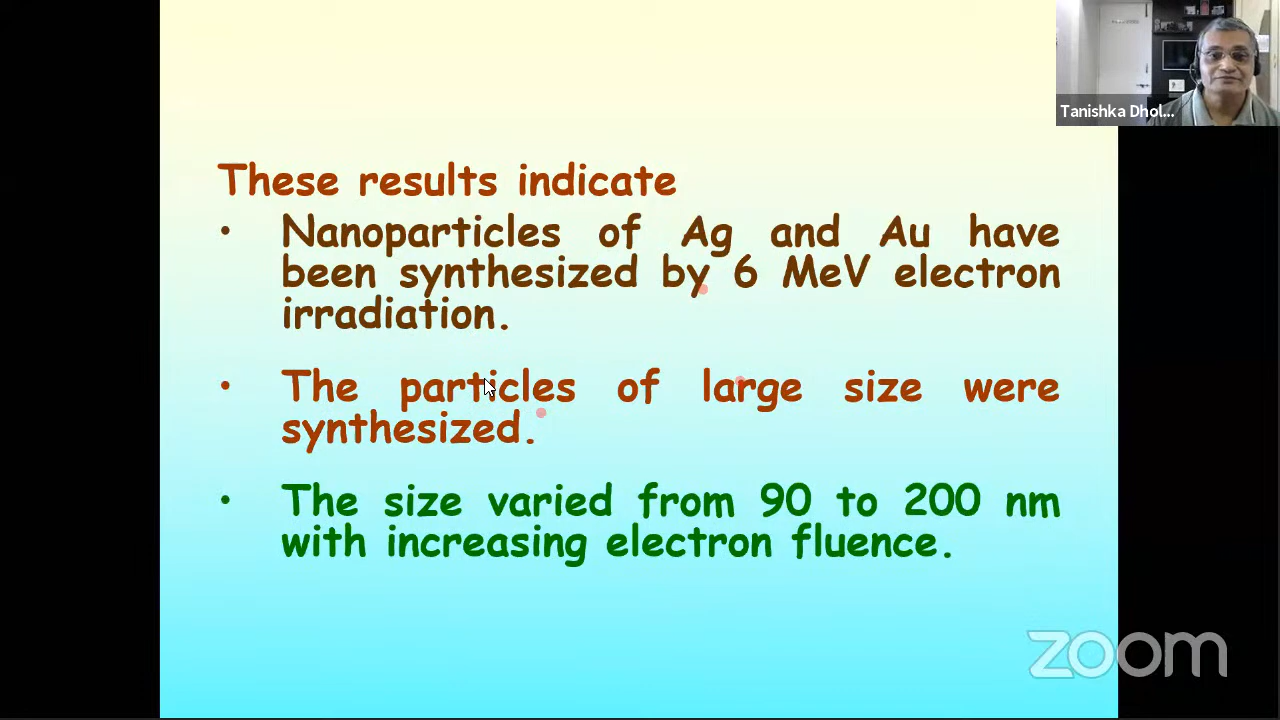 Tanishka Dhol...
These results indicate
• Nanoparticles of Ag and Au have
been synthesized by 6 MeV electron
irradiation.
• The particles of large size were
synthesized.
• The size varied from 90 to 200 nm
with increasing electron fluence.
zoom